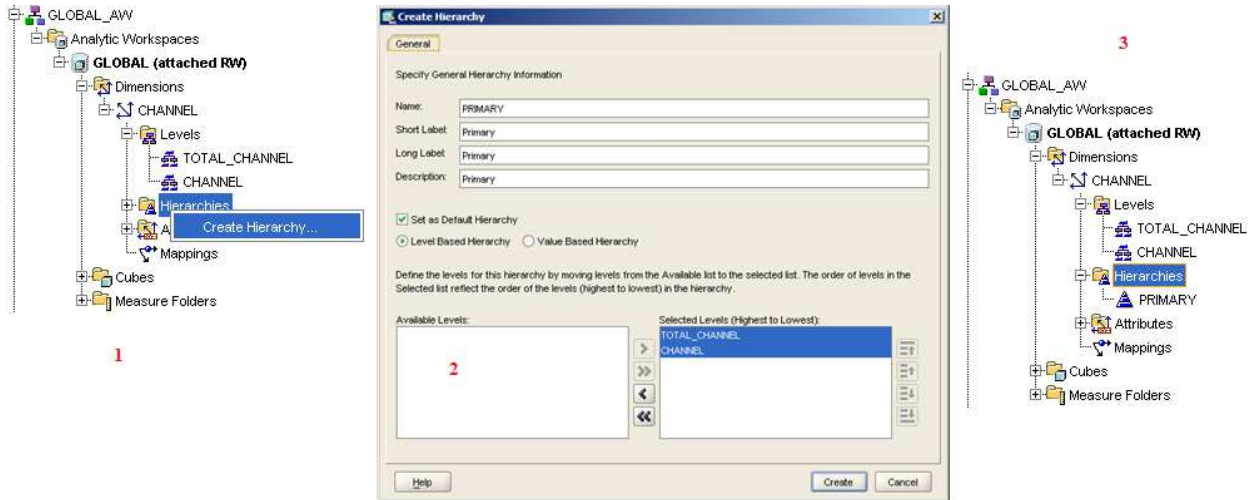 GLOBAL_AW
Analytic Workspaces
GLOBAL (attached RW)
Dimensions
CHANNEL
Levels
TOTAL_CHANNEL
CHANNEL
Hierarchies
Create Hierarchy...
A
Mappings
Cubes
Measure Folders
1
Create Hierarchy
General
Specify General Hierarchy Information
Name: PRIMARY
Short Label: Primary
Long Label: Primary
Description: Primary
Set as Default Hierarchy
Level Based Hierarchy Value Based Hierarchy
Define the levels for this hierarchy by moving levels from the Available list to the selected list. The order of levels in the
Selected list reflect the order of the levels (highest to lowest) in the hierarchy.
Available Levels: Selected Levels (Highest to Lowest):
TOTAL_CHANNEL
CHANNEL
2
Help Create Cancel
3
GLOBAL_AW
Analytic Workspaces
GLOBAL (attached RW)
Dimensions
CHANNEL
Levels
TOTAL_CHANNEL
CHANNEL
Hierarchies
PRIMARY
Attributes
Mappings
Cubes
Measure Folders